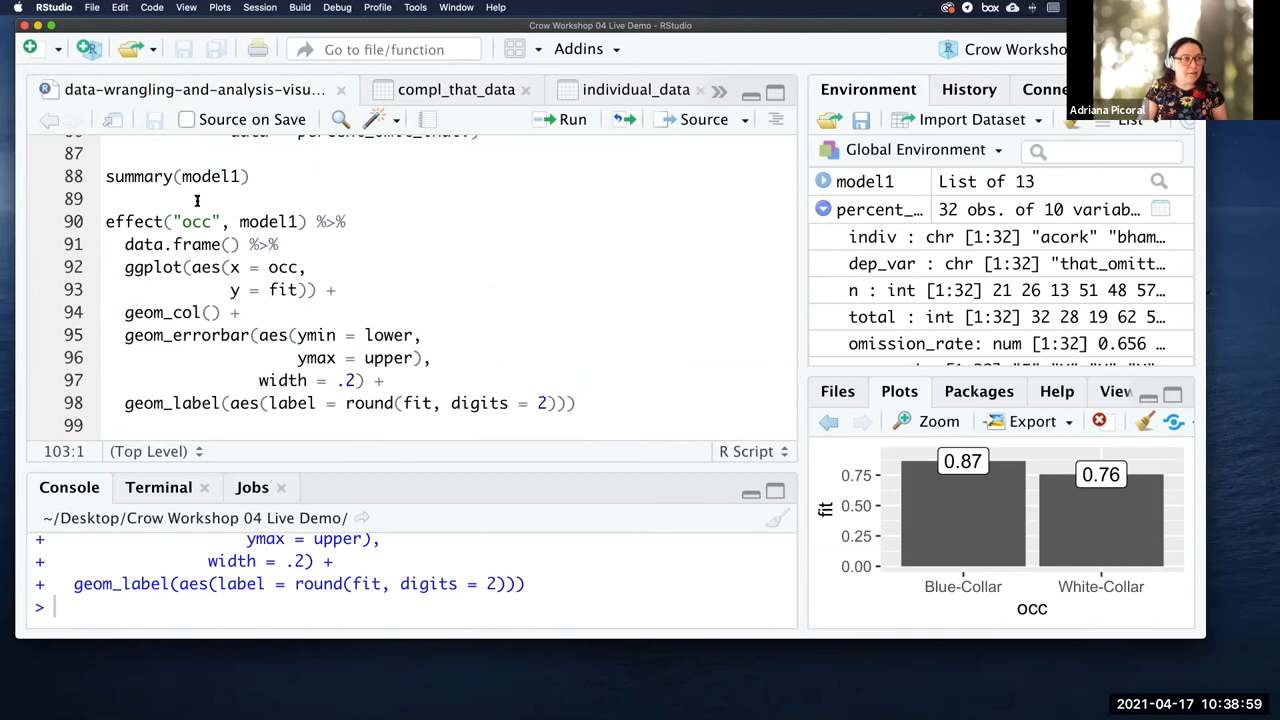 RStudio File Edit Code View Plots Session Build Debug Profile Tools Window Help
box
Crow Workshop 04 Live Demo - RStudio
Go to file/function
Addins
Crow Worksho
Adriana Picoral
data-wrangling-and-analysis-visu...
compl_that_data
individual_data
Source on Save
Run
Source
87
88 summary(model1)
89
90 effect("occ", model1) %>%
91 data.frame() %>%
92 ggplot(aes(x = occ,
93 y = fit)) +
94 geom_col() +
95 geom_errorbar(aes(ymin = lower,
96 ymax = upper),
97 width = .2) +
98 geom_label(aes(label = round(fit, digits = 2)))
99
103:1 (Top Level) R Script
Console Terminal Jobs
~/Desktop/Crow Workshop 04 Live Demo/
+ ymax = upper),
+ width = .2) +
+ geom_label(aes(label = round(fit, digits = 2)))
>
Environment History Conne
Import Dataset List
Global Environment
model1 List of 13
percent_... 32 obs. of 10 variab...
indiv : chr [1:32] "acork" "bham...
dep_var : chr [1:32] "that_omitt...
n : int [1:32] 21 26 13 51 48 57...
total : int [1:32] 32 28 19 62 5...
omission_rate: num [1:32] 0.656 ...
Files Plots Packages Help View
Zoom Export
0.87
0.76
0.75
0.50
0.25
0.00
fit
Blue-Collar White-Collar
occ
2021-04-17 10:38:59